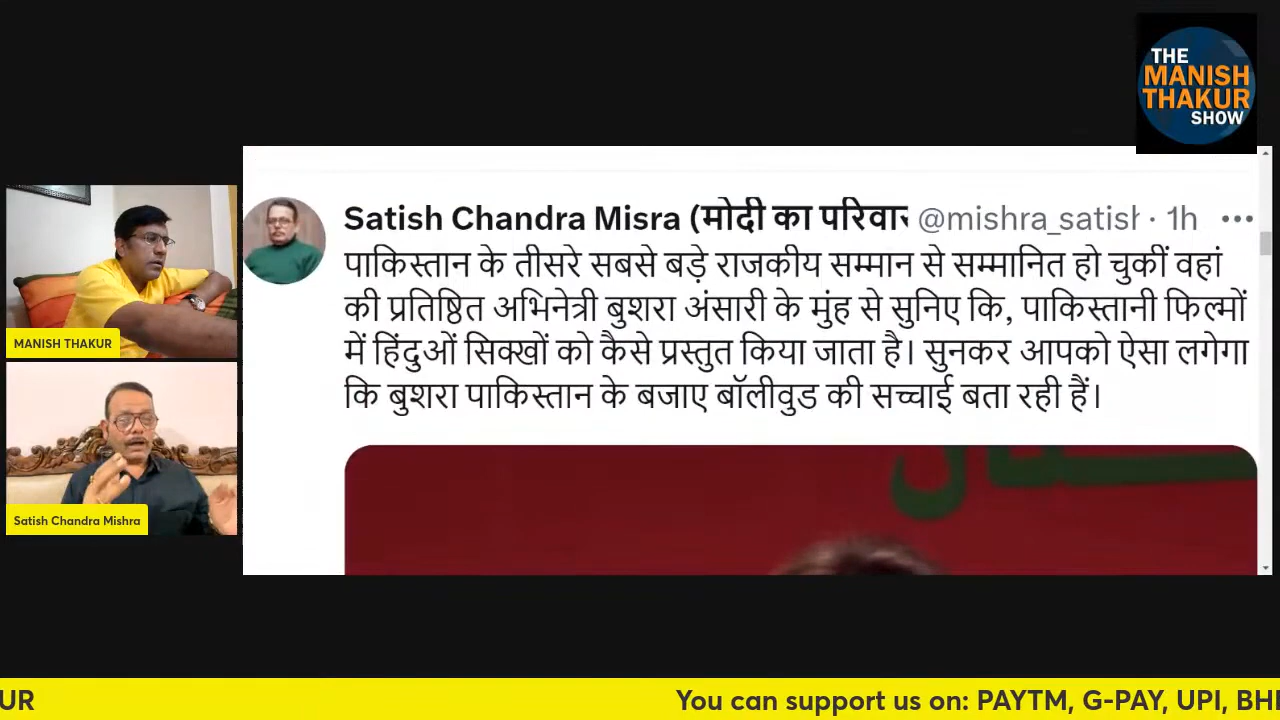 THE
MANISH
THAKUR
SHOW
Satish Chandra Misra (मोदी का परिवार @mishra_satish · 1h
पाकिस्तान के तीसरे सबसे बड़े राजकीय सम्मान से सम्मानित हो चुकीं वहां
की प्रतिष्ठित अभिनेत्री बुशरा अंसारी के मुंह से सुनिए कि, पाकिस्तानी फिल्मों
में हिंदुओं सिक्खों को कैसे प्रस्तुत किया जाता है। सुनकर आपको ऐसा लगेगा
कि बुशरा पाकिस्तान के बजाए बॉलीवुड की सच्चाई बता रही हैं।
MANISH THAKUR
Satish Chandra Mishra
UR You can support us on: PAYTM, G-PAY, UPI, BHI